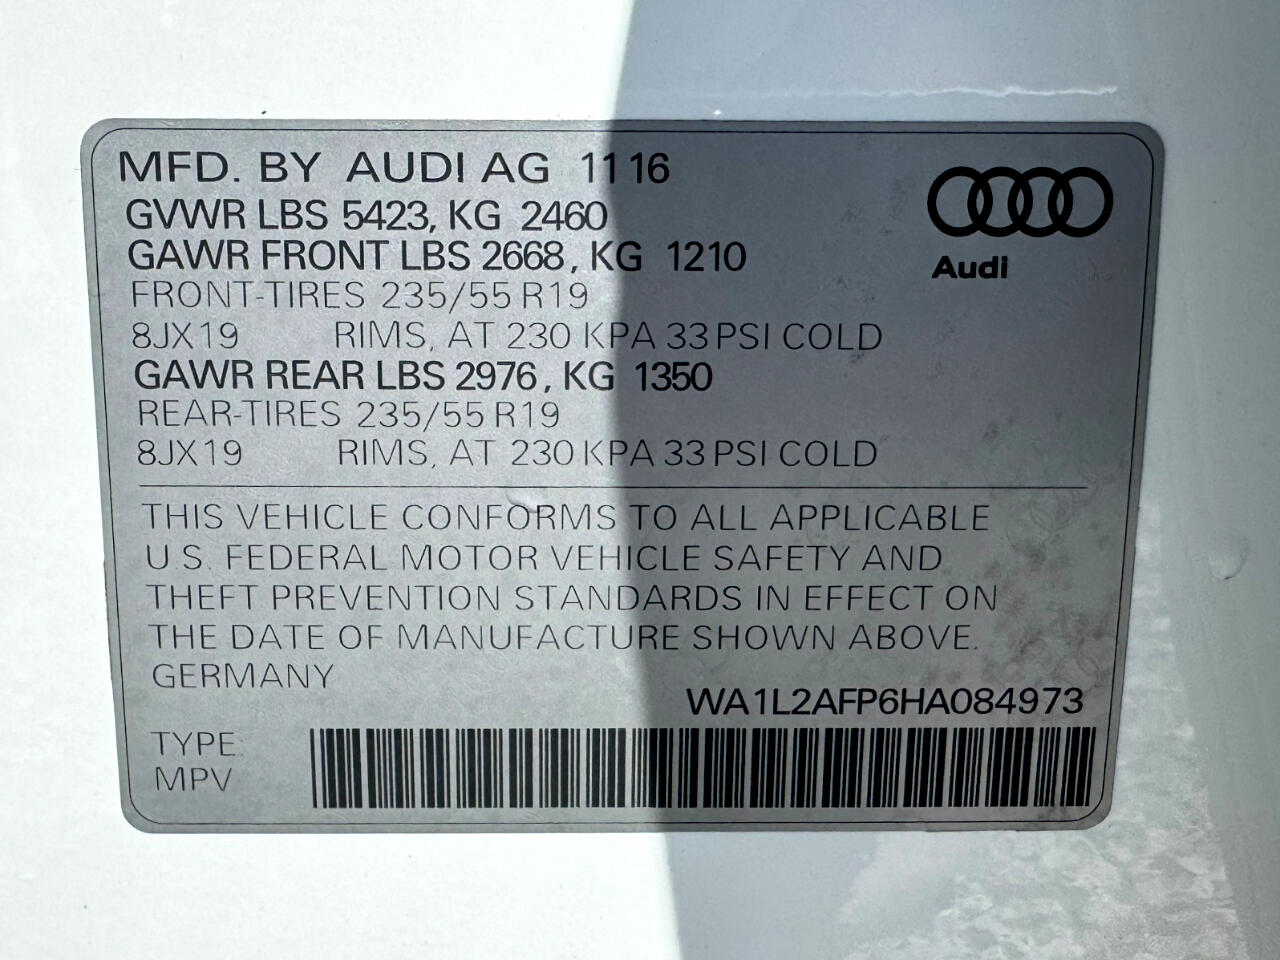 MFD. BY AUDI AG 11 16
GVWR LBS 5423, KG 2460
GAWR FRONT LBS 2668, KG 1210
FRONT-TIRES 235/55 R19
8JX19 RIMS, AT 230 KPA 33 PSI COLD
GAWR REAR LBS 2976, KG 1350
REAR-TIRES 235/55 R19
8JX19 RIMS, AT 230 KPA 33 PSI COLD
Audi
THIS VEHICLE CONFORMS TO ALL APPLICABLE
U.S. FEDERAL MOTOR VEHICLE SAFETY AND
THEFT PREVENTION STANDARDS IN EFFECT ON
THE DATE OF MANUFACTURE SHOWN ABOVE.
GERMANY
WA1L2AFP6HA084973
TYPE:
MPV